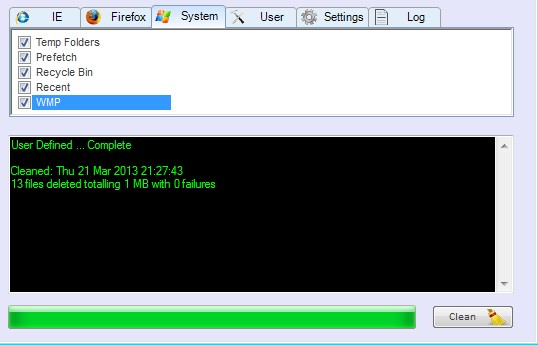 IE Firefox System User Settings Log
Temp Folders
Prefetch
Recycle Bin
Recent
WMP
User Defined ... Complete
Cleaned: Thu 21 Mar 2013 21:27:43
13 files deleted totalling 1 MB with 0 failures
Clean